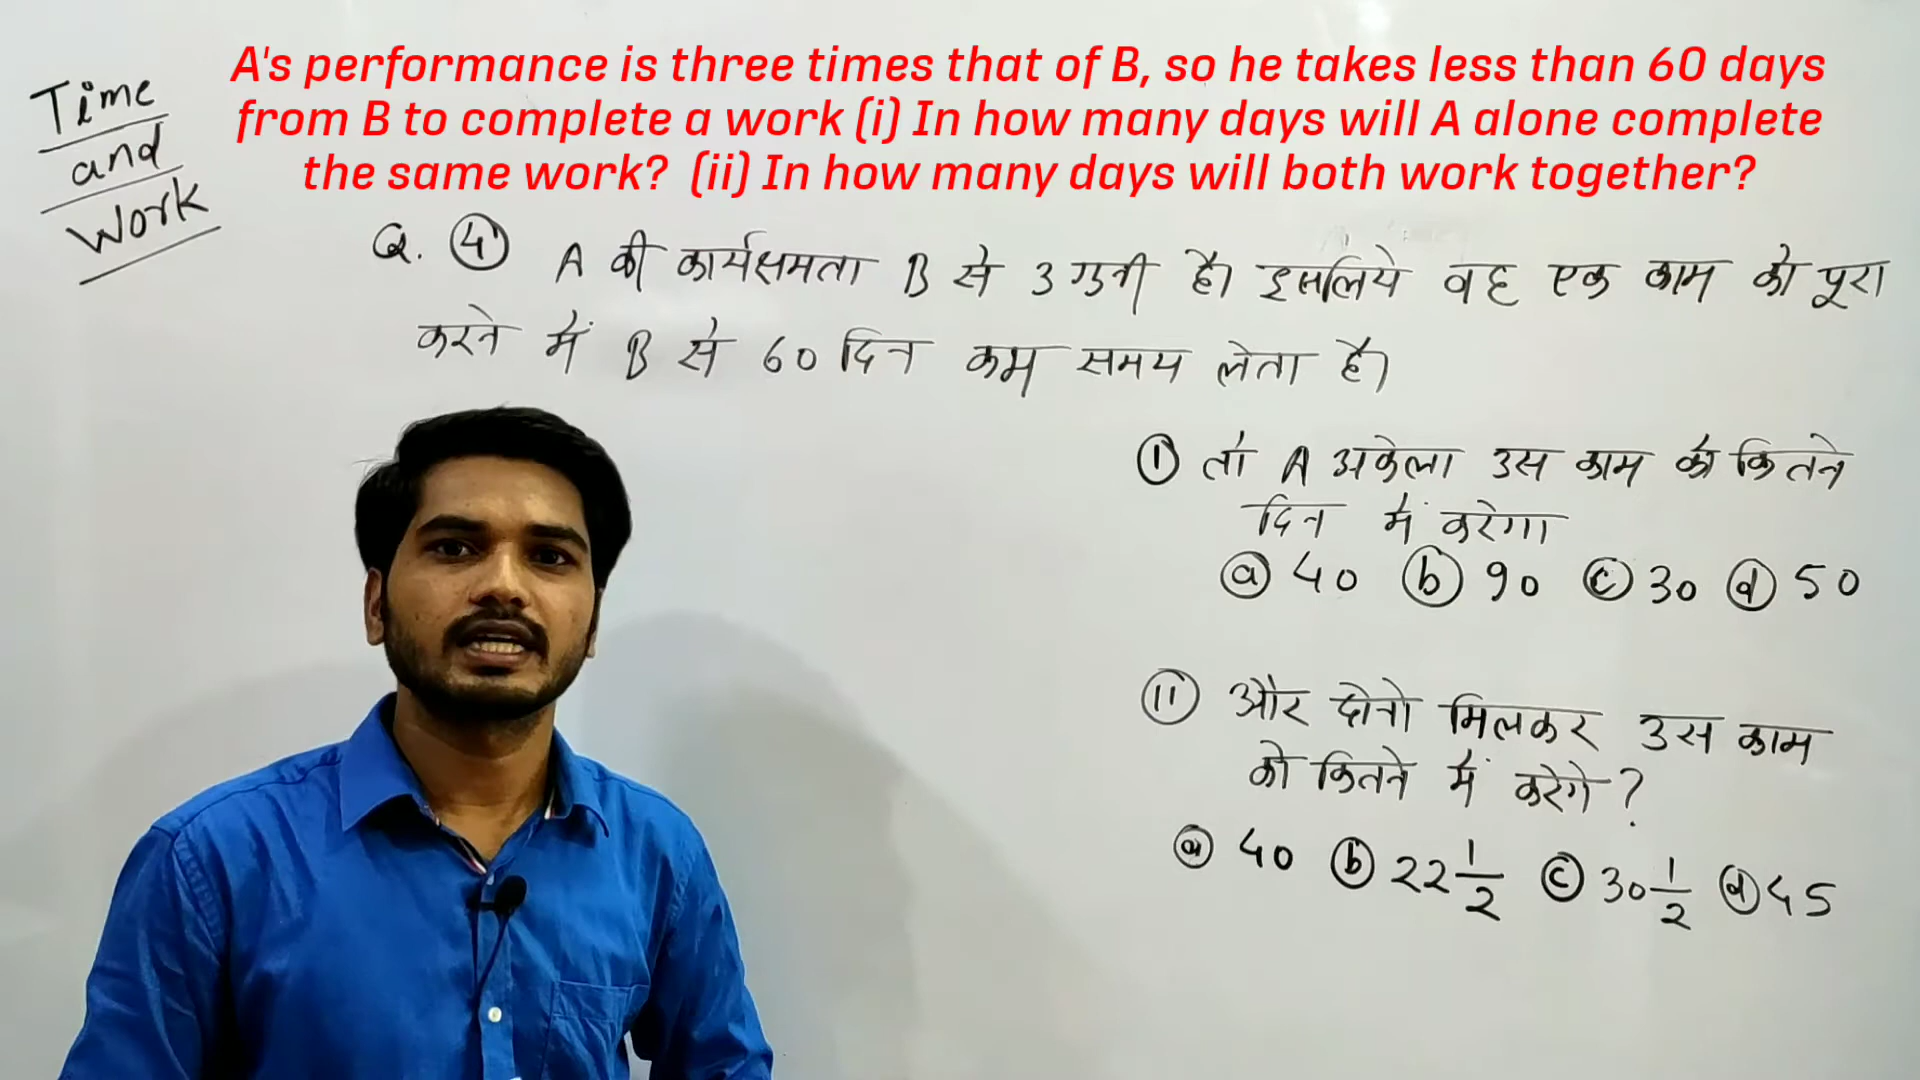 A's performance is three times that of B, so he takes less than 60 days
from B to complete a work (i) In how many days will A alone complete
the same work? (ii) In how many days will both work together?
Time
and
Work
Q. ④ A की कार्यक्षमता B से 3 गुनी है। इसलिये वह एक काम को पूरा
करने में B से 60 दिन कम समय लेता है।
① तो A अकेला उस काम को कितने
दिन में करेगा
ⓐ 40 ⓑ 90 ⓒ 30 ⓓ 50
⑪ और दोनो मिलकर उस काम
को कितने में करेगे ?
ⓐ 40 ⓑ 22 1/2 ⓒ 30 1/2 ⓓ 45